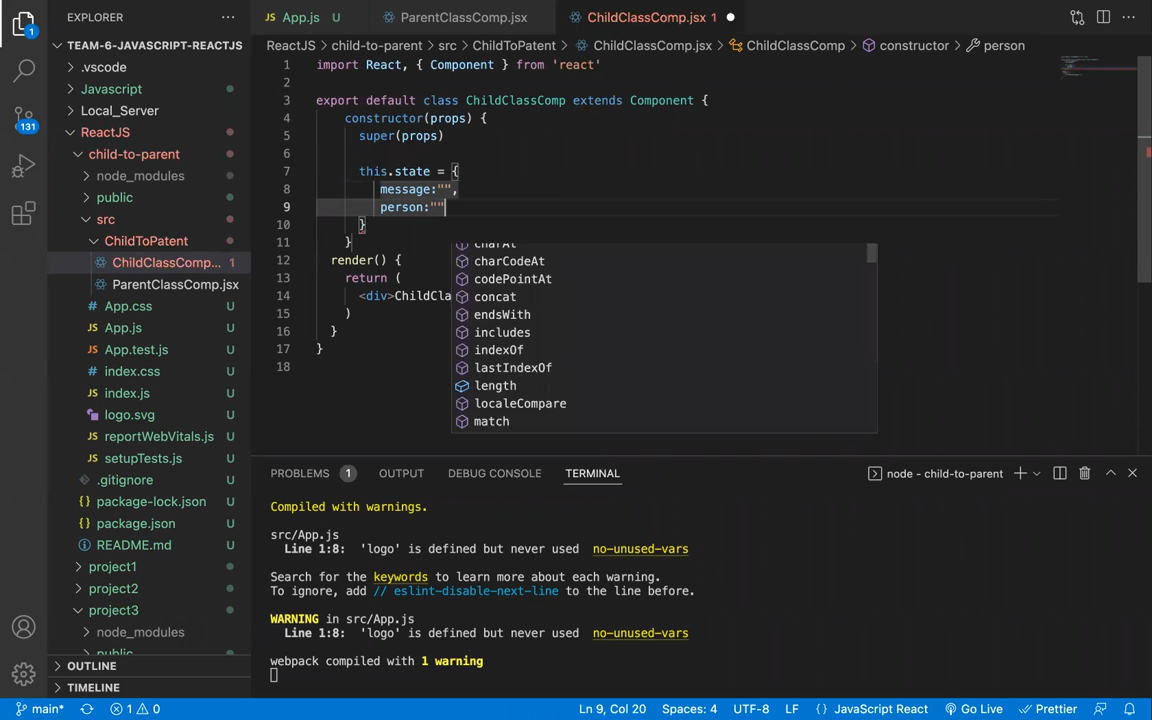 EXPLORER
App.js U
ParentClassComp.jsx
ChildClassComp.jsx 1
1
TEAM-6-JAVASCRIPT-REACTJS
ReactJS > child-to-parent > src > ChildToPatent > ChildClassComp.jsx > ChildClassComp > constructor > person
.vscode
Javascript
Local_Server
ReactJS
child-to-parent
node_modules
public
src
ChildToPatent
ChildClassComp... 1
ParentClassComp.jsx
App.css U
App.js U
App.test.js U
index.css U
index.js U
logo.svg U
reportWebVitals.js U
setupTests.js U
.gitignore U
package-lock.json U
package.json U
README.md U
project1
project2
project3
node_modules
public
OUTLINE
TIMELINE
131
1 import React, { Component } from 'react'
2
3 export default class ChildClassComp extends Component {
4 constructor(props) {
5 super(props)
6
7 this.state = {
8 message:"",
9 person:""
10 }
11 }
12 render() {
13 return (
14 <div>ChildCla
15 )
16 }
17 }
18
charAt
charCodeAt
codePointAt
concat
endsWith
includes
indexOf
lastIndexOf
length
localeCompare
match
PROBLEMS 1 OUTPUT DEBUG CONSOLE TERMINAL
node - child-to-parent
Compiled with warnings.
src/App.js
Line 1:8: 'logo' is defined but never used no-unused-vars
Search for the keywords to learn more about each warning.
To ignore, add // eslint-disable-next-line to the line before.
WARNING in src/App.js
Line 1:8: 'logo' is defined but never used no-unused-vars
webpack compiled with 1 warning
main* 1 0 Ln 9, Col 20 Spaces: 4 UTF-8 LF {} JavaScript React Go Live Prettier